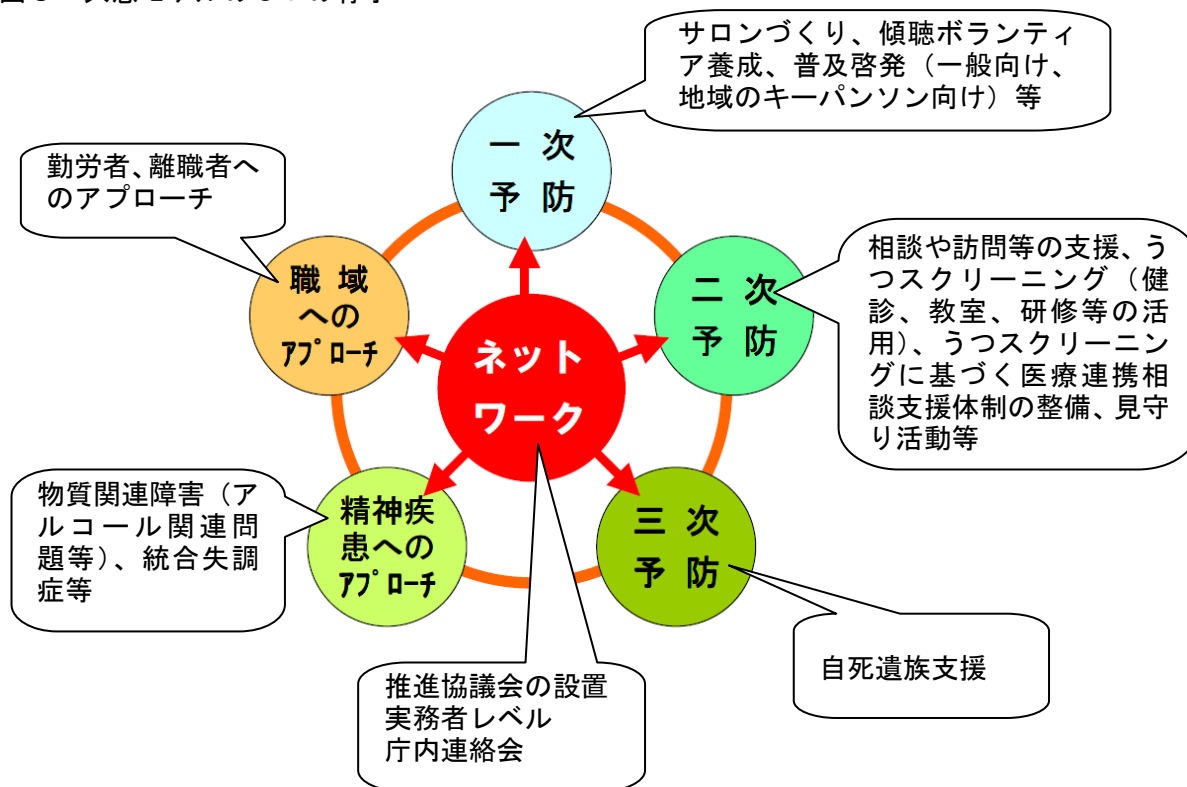 サロンづくり、傾聴ボランティ
ア養成、普及啓発（一般向け、
地域のキーパンソン向け）等
一 次
予 防
勤労者、離職者へ
のアプローチ
職 域
への
アプローチ
相談や訪問等の支援、う
つスクリーニング（健
診、教室、研修等の活
用）、うつスクリーニン
グに基づく医療連携相
談支援体制の整備、見守
り活動等
二 次
予 防
ネット
ワーク
物質関連障害（ア
ルコール関連問
題等）、統合失調
症等
精神疾
患への
アプローチ
三 次
予 防
自死遺族支援
推進協議会の設置
実務者レベル
庁内連絡会